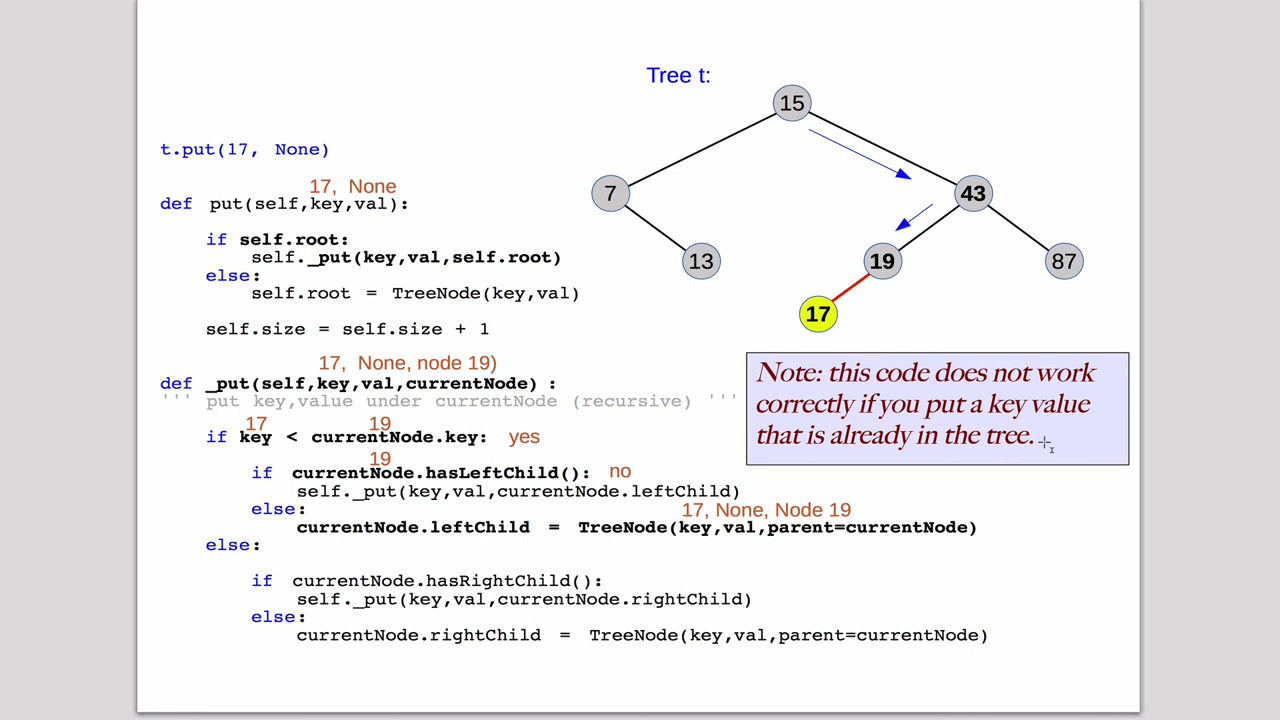 Tree t:
15
7
43
13
19
87
17
t.put(17, None)
17, None
def put(self,key,val):
if self.root:
self._put(key,val,self.root)
else:
self.root = TreeNode(key,val)
self.size = self.size + 1
17, None, node 19)
def _put(self,key,val,currentNode) :
''' put key,value under currentNode (recursive) '''
17 19
if key < currentNode.key: yes
19
if currentNode.hasLeftChild(): no
self._put(key,val,currentNode.leftChild)
else:
17, None, Node 19
currentNode.leftChild = TreeNode(key,val,parent=currentNode)
else:
if currentNode.hasRightChild():
self._put(key,val,currentNode.rightChild)
else:
currentNode.rightChild = TreeNode(key,val,parent=currentNode)
Note: this code does not work
correctly if you put a key value
that is already in the tree.